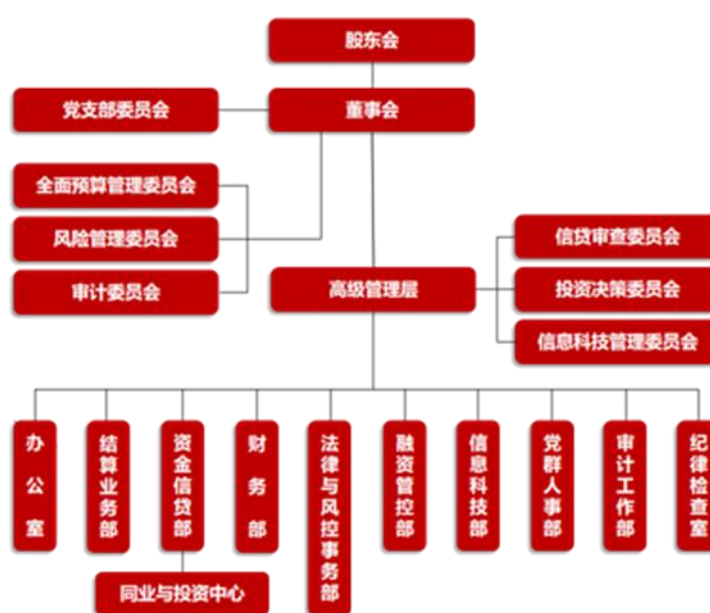 股东会
党支部委员会
董事会
全面预算管理委员会
风险管理委员会
审计委员会
高级管理层
信贷审查委员会
投资决策委员会
信息科技管理委员会
办公室
结算业务部
资金信贷部
财务部
法律与风控事务部
融资管控部
信息科技部
党群人事部
审计工作部
纪律检查室
同业与投资中心